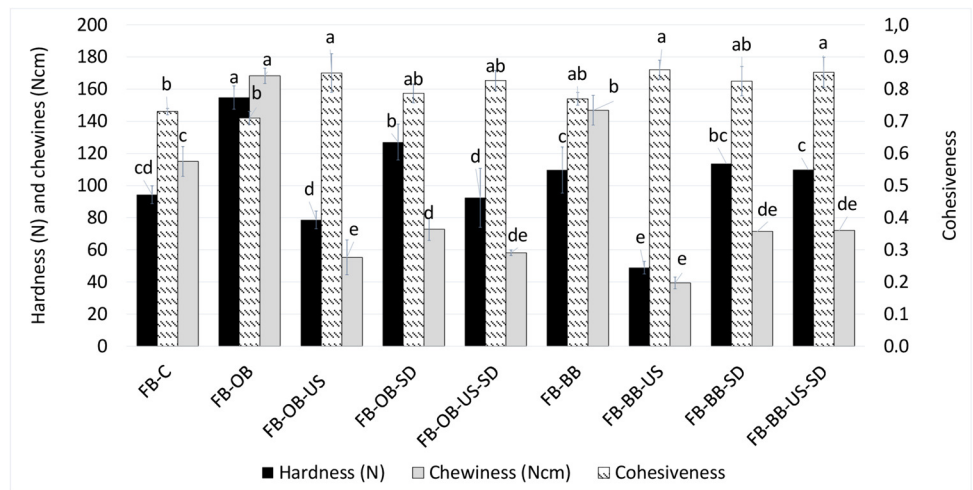 200
180
160
140
120
100
80
60
40
20
0
Hardness (N) and chewines (Ncm)
1,0
0.9
0.8
0.7
0.6
0.5
0.4
0.3
0.2
0.1
0.0
Cohesiveness
cd b c
a b a
d a e
b ab d
d ab de
c ab b
e a e
bc ab de
c a de
FB-C
FB-OB
FB-OB-US
FB-OB-SD
FB-OB-US-SD
FB-BB
FB-BB-US
FB-BB-SD
FB-BB-US-SD
Hardness (N) Chewiness (Ncm) Cohesiveness